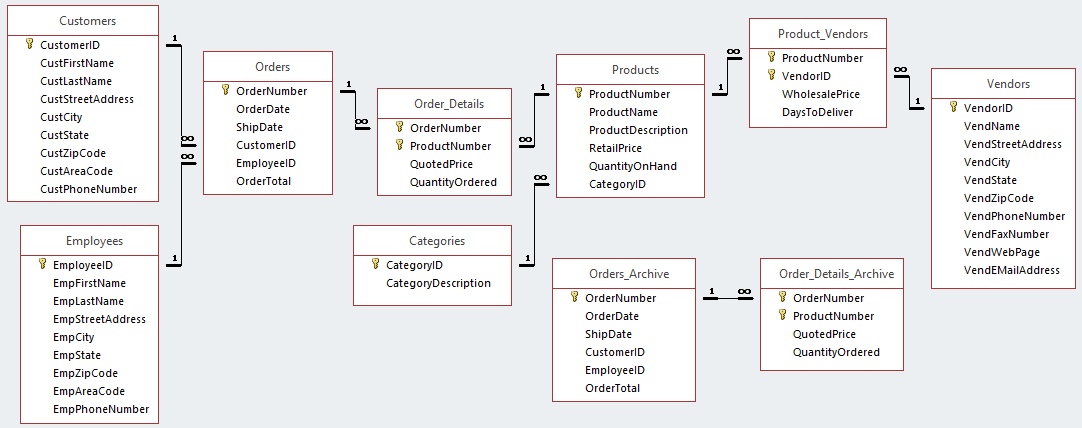 Customers
CustomerID
CustFirstName
CustLastName
CustStreetAddress
CustCity
CustState
CustZipCode
CustAreaCode
CustPhoneNumber
1
∞
∞
1
Employees
EmployeeID
EmpFirstName
EmpLastName
EmpStreetAddress
EmpCity
EmpState
EmpZipCode
EmpAreaCode
EmpPhoneNumber
Orders
OrderNumber
OrderDate
ShipDate
CustomerID
EmployeeID
OrderTotal
1
∞
Order_Details
OrderNumber
ProductNumber
QuotedPrice
QuantityOrdered
1
∞
Categories
CategoryID
CategoryDescription
∞
1
Products
ProductNumber
ProductName
ProductDescription
RetailPrice
QuantityOnHand
CategoryID
∞
1
Product_Vendors
ProductNumber
VendorID
WholesalePrice
DaysToDeliver
∞
1
Vendors
VendorID
VendName
VendStreetAddress
VendCity
VendState
VendZipCode
VendPhoneNumber
VendFaxNumber
VendWebPage
VendEMailAddress
Orders_Archive
OrderNumber
OrderDate
ShipDate
CustomerID
EmployeeID
OrderTotal
1
∞
Order_Details_Archive
OrderNumber
ProductNumber
QuotedPrice
QuantityOrdered